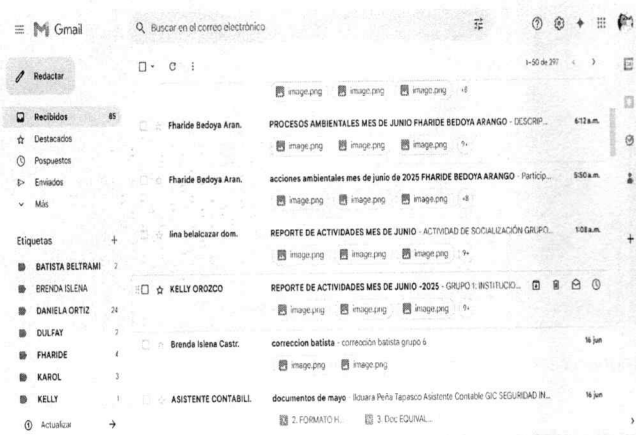 Gmail
Buscar en el correo electrónico
Redactar
1-50 de 397
image.png image.png image.png +8
Recibidos 85
Fharide Bedoya Aran. PROCESOS AMBIENTALES MES DE JUNIO FHARIDE BEDOYA ARANGO - DESCRIP... 6:12 a.m.
Destacados
image.png image.png image.png 9+
Pospuestos
Enviados
Fharide Bedoya Aran. acciones ambientales mes de junio de 2025 FHARIDE BEDOYA ARANGO - Particip... 5:50 a.m.
Más
image.png image.png image.png +8
Etiquetas +
lina belalcazar dom. REPORTE DE ACTIVIDADES MES DE JUNIO - ACTIVIDAD DE SOCIALIZACIÓN GRUPO... 1:08 a.m.
image.png image.png image.png 9+
BATISTA BELTRAMI 2
BRENDA ISLENA
KELLY OROZCO REPORTE DE ACTIVIDADES MES DE JUNIO -2025 - GRUPO 1: INSTITUCIO...
DANIELA ORTIZ 24
image.png image.png image.png 9+
DULFAY
Brenda Islena Castr. correccion batista - correoción batista grupo 6 16 jun
FHARIDE 4
image.png image.png
KAROL 3
KELLY 1
ASISTENTE CONTABILI. documentos de mayo - Ilduara Peña Tapasco Asistente Contable GIC SEGURIDAD IN... 16 jun
Actualizar
2. FORMATO H... 3. Doc EQUIVAL...